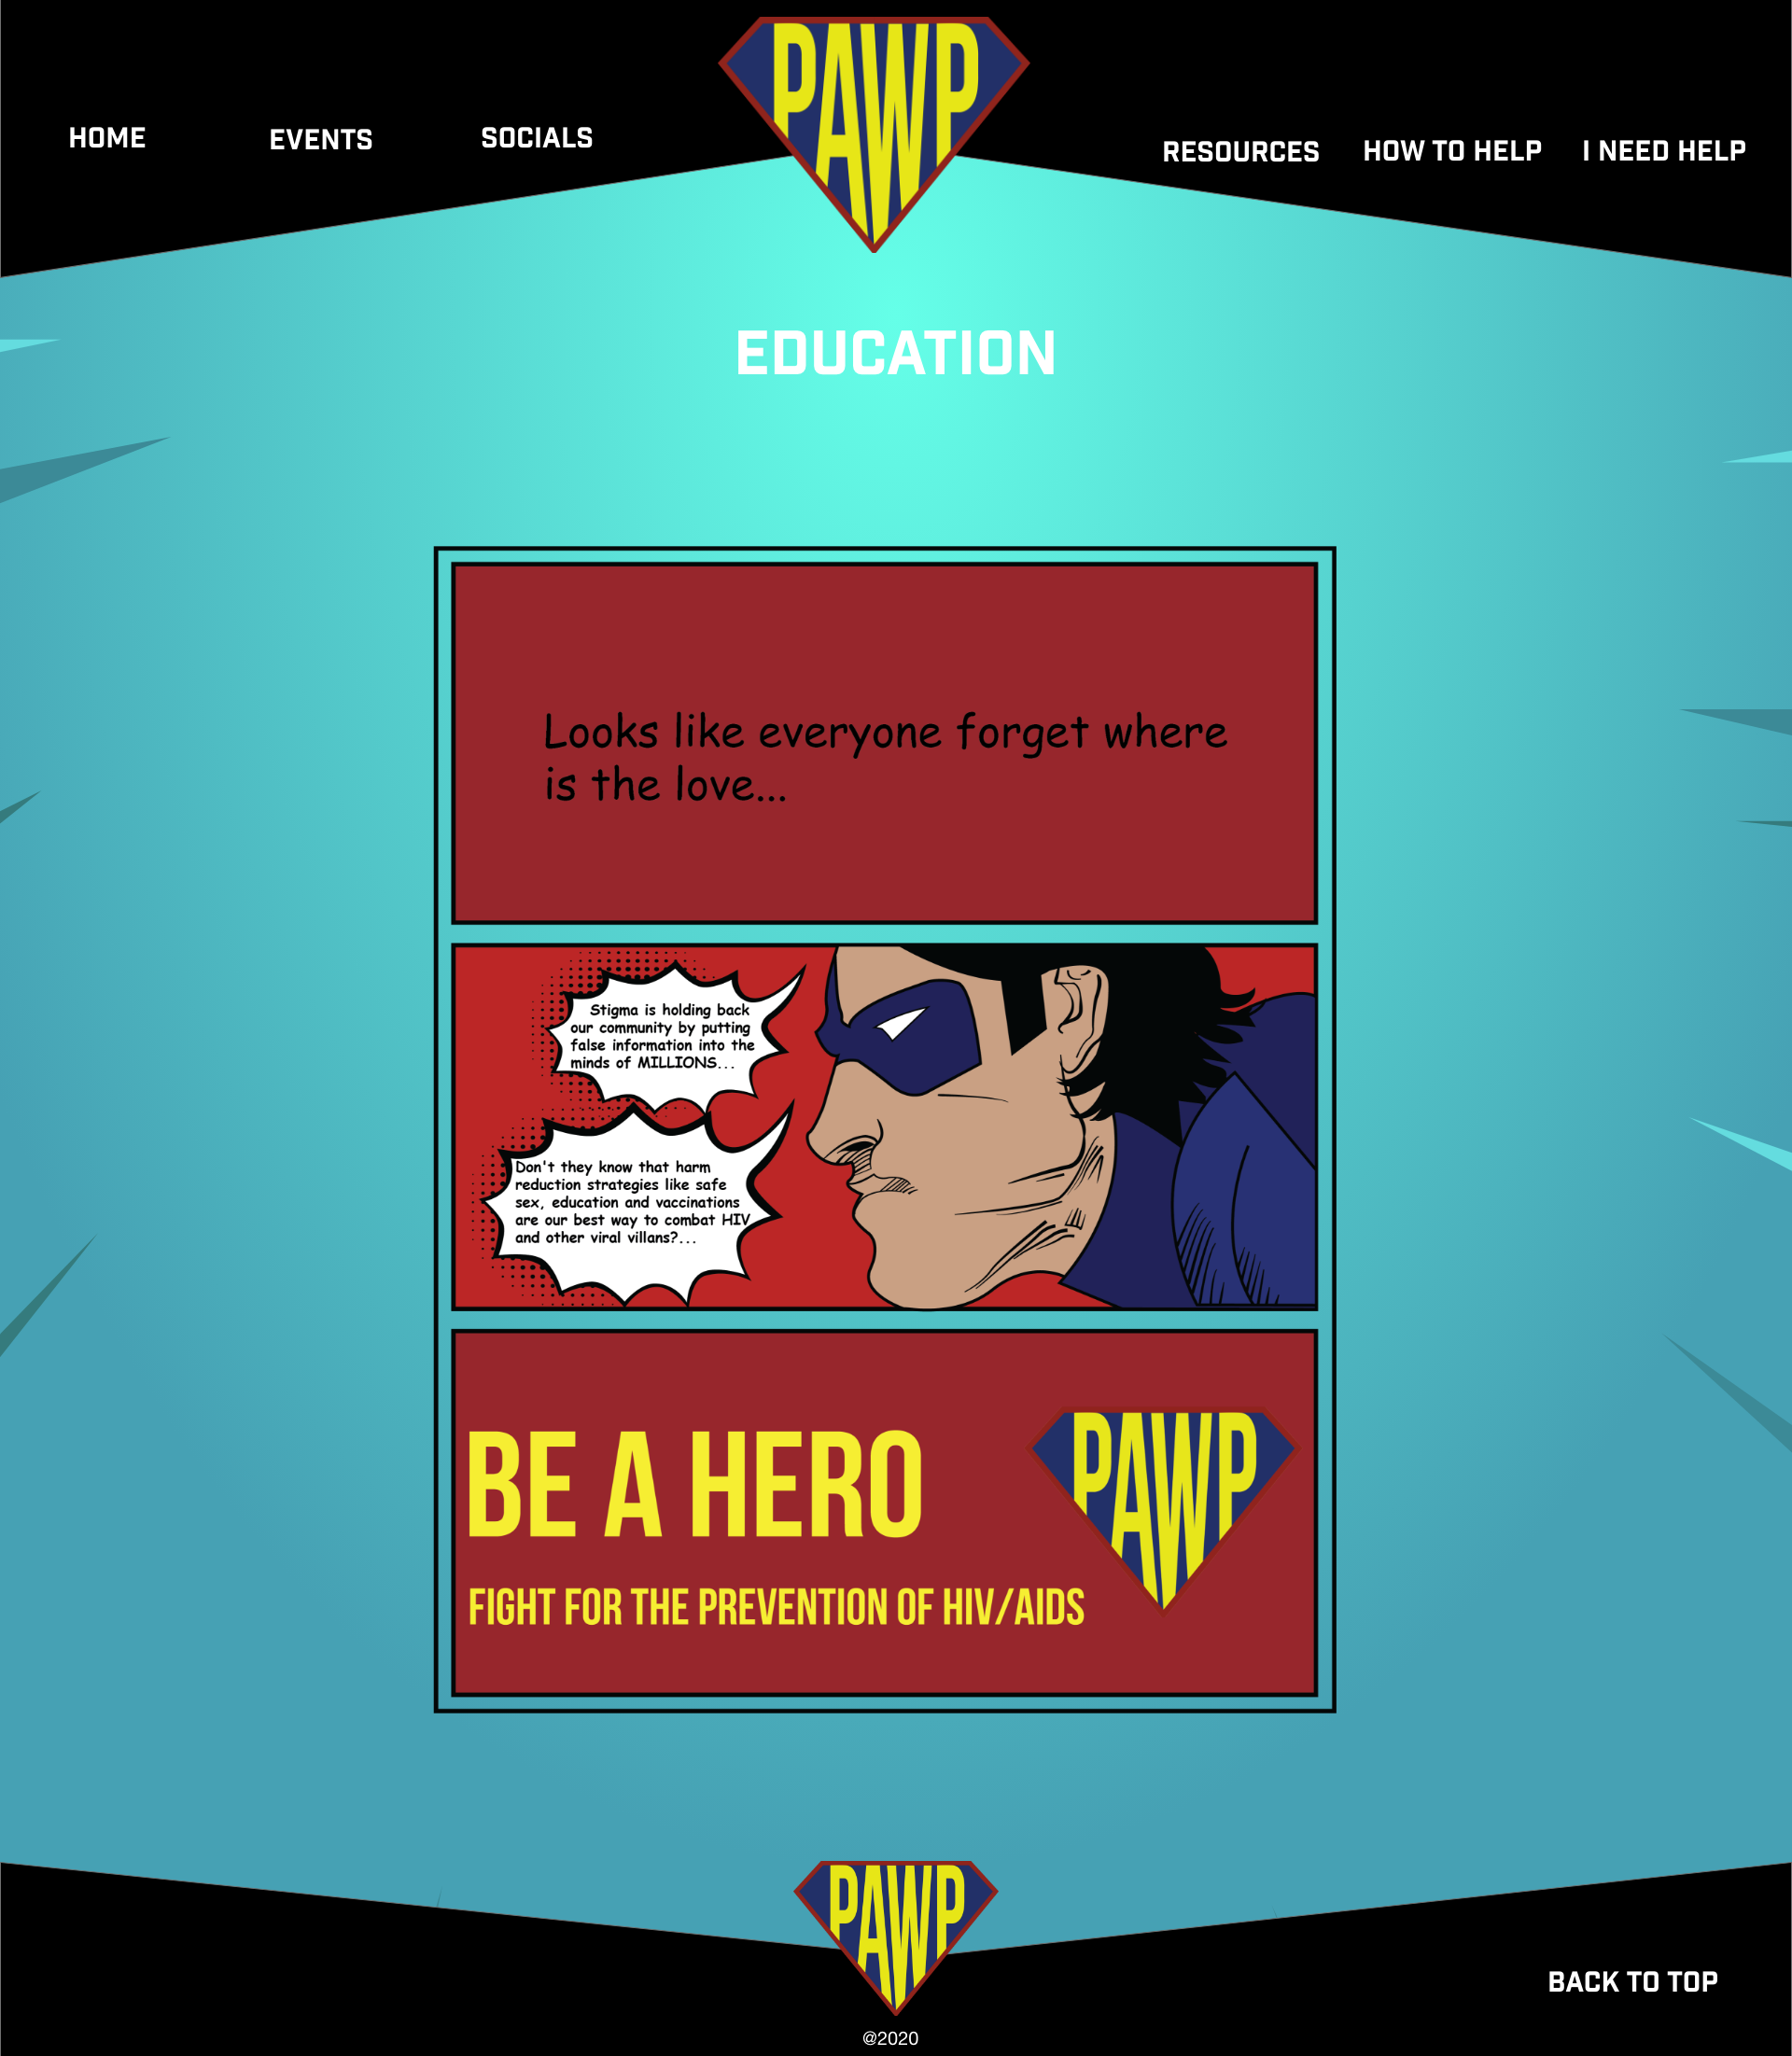 PAWP
HOME
EVENTS
SOCIALS
RESOURCES
HOW TO HELP
I NEED HELP
EDUCATION
Looks like everyone forget where
is the love...
Stigma is holding back
our community by putting
false information into the
minds of MILLIONS...
Don't they know that harm
reduction strategies like safe
sex, education and vaccinations
are our best way to combat HIV
and other viral villans?...
BE A HERO
PAWP
FIGHT FOR THE PREVENTION OF HIV/AIDS
PAWP
BACK TO TOP
@2020